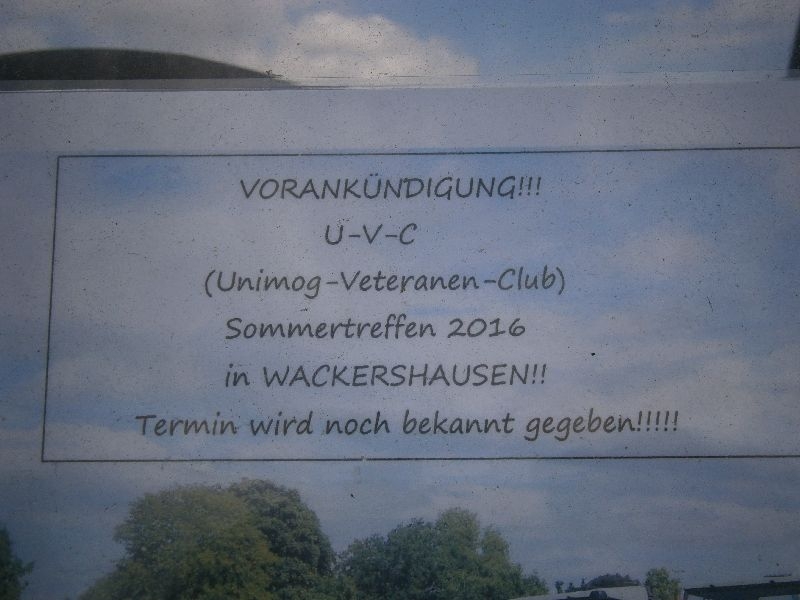 VORANKÜNDIGUNG!!!
U-V-C
(Unimog-Veteranen-Club)
Sommertreffen 2016
in WACKERSHAUSEN!!
Termin wird noch bekannt gegeben!!!!!